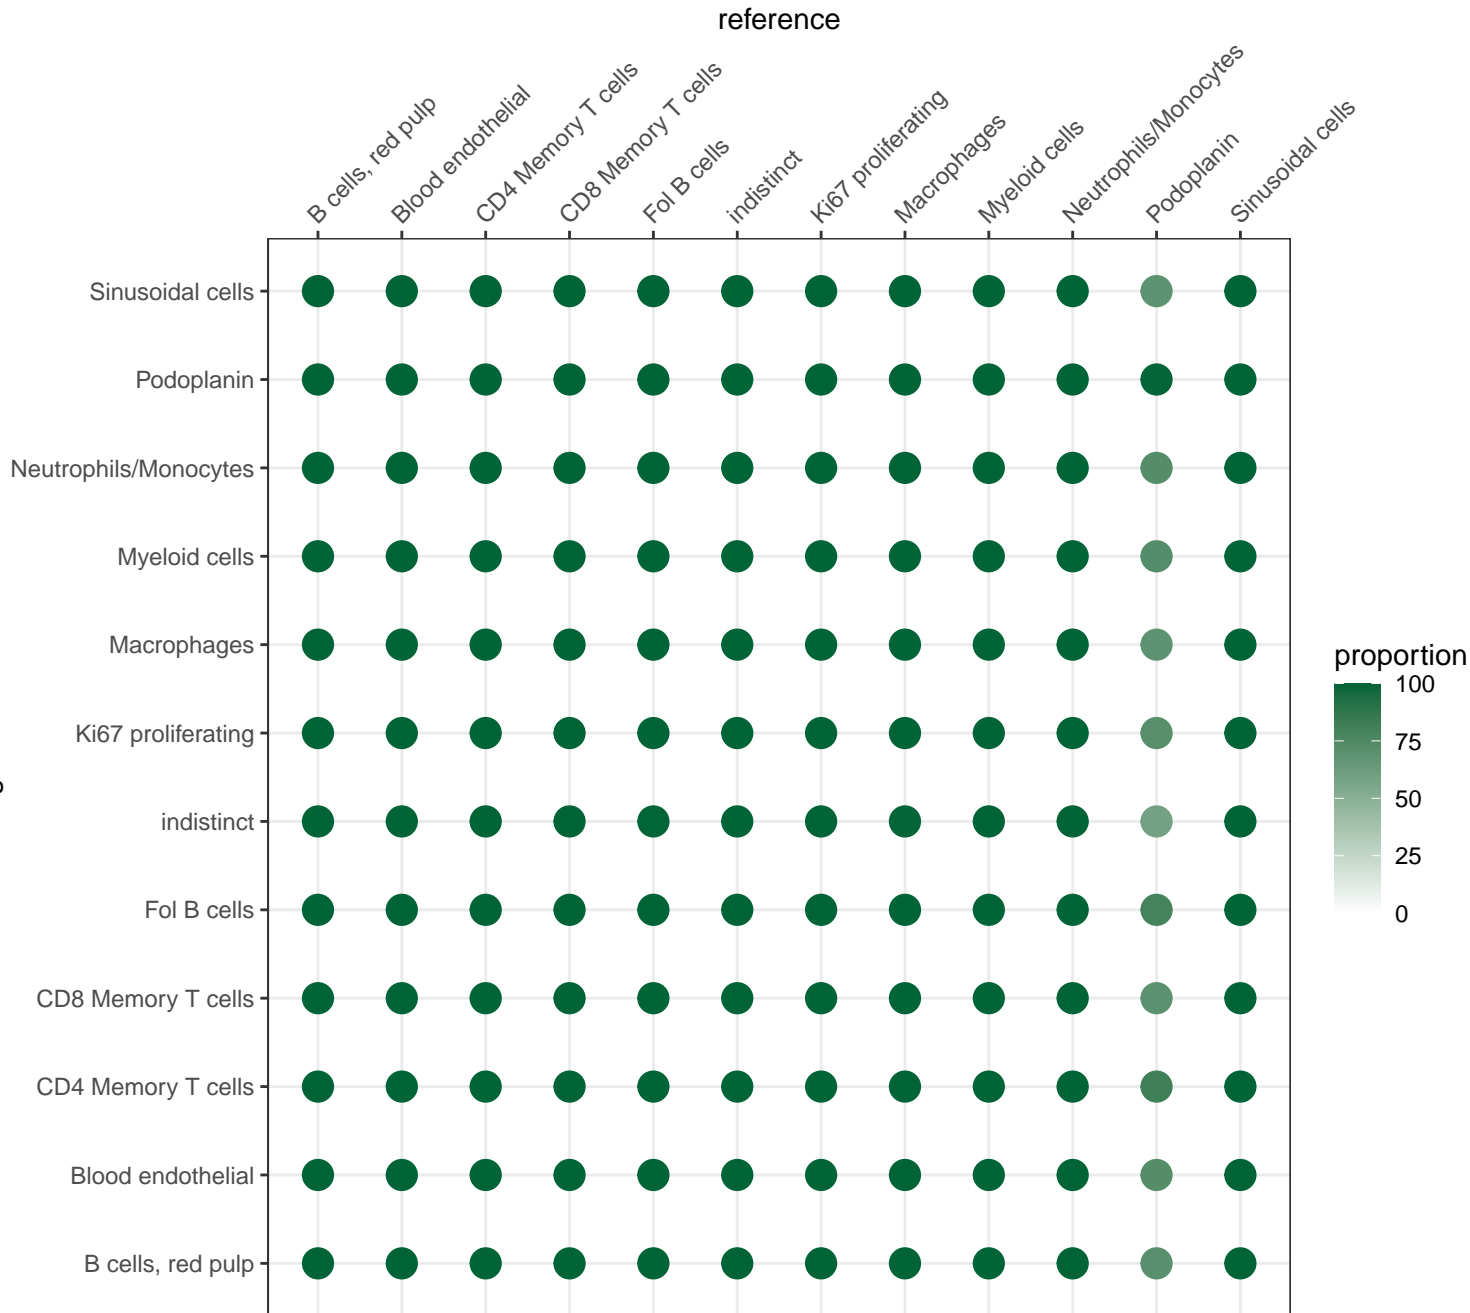 reference
B cells, red pulp
Blood endothelial
CD4 Memory T cells
CD8 Memory T cells
Fol B cells
indistinct
Ki67 proliferating
Macrophages
Myeloid cells
Neutrophils/Monocytes
Podoplanin
Sinusoidal cells
Sinusoidal cells
Podoplanin
Neutrophils/Monocytes
Myeloid cells
Macrophages
Ki67 proliferating
indistinct
Fol B cells
CD8 Memory T cells
CD4 Memory T cells
Blood endothelial
B cells, red pulp
proportion
100
75
50
25
0